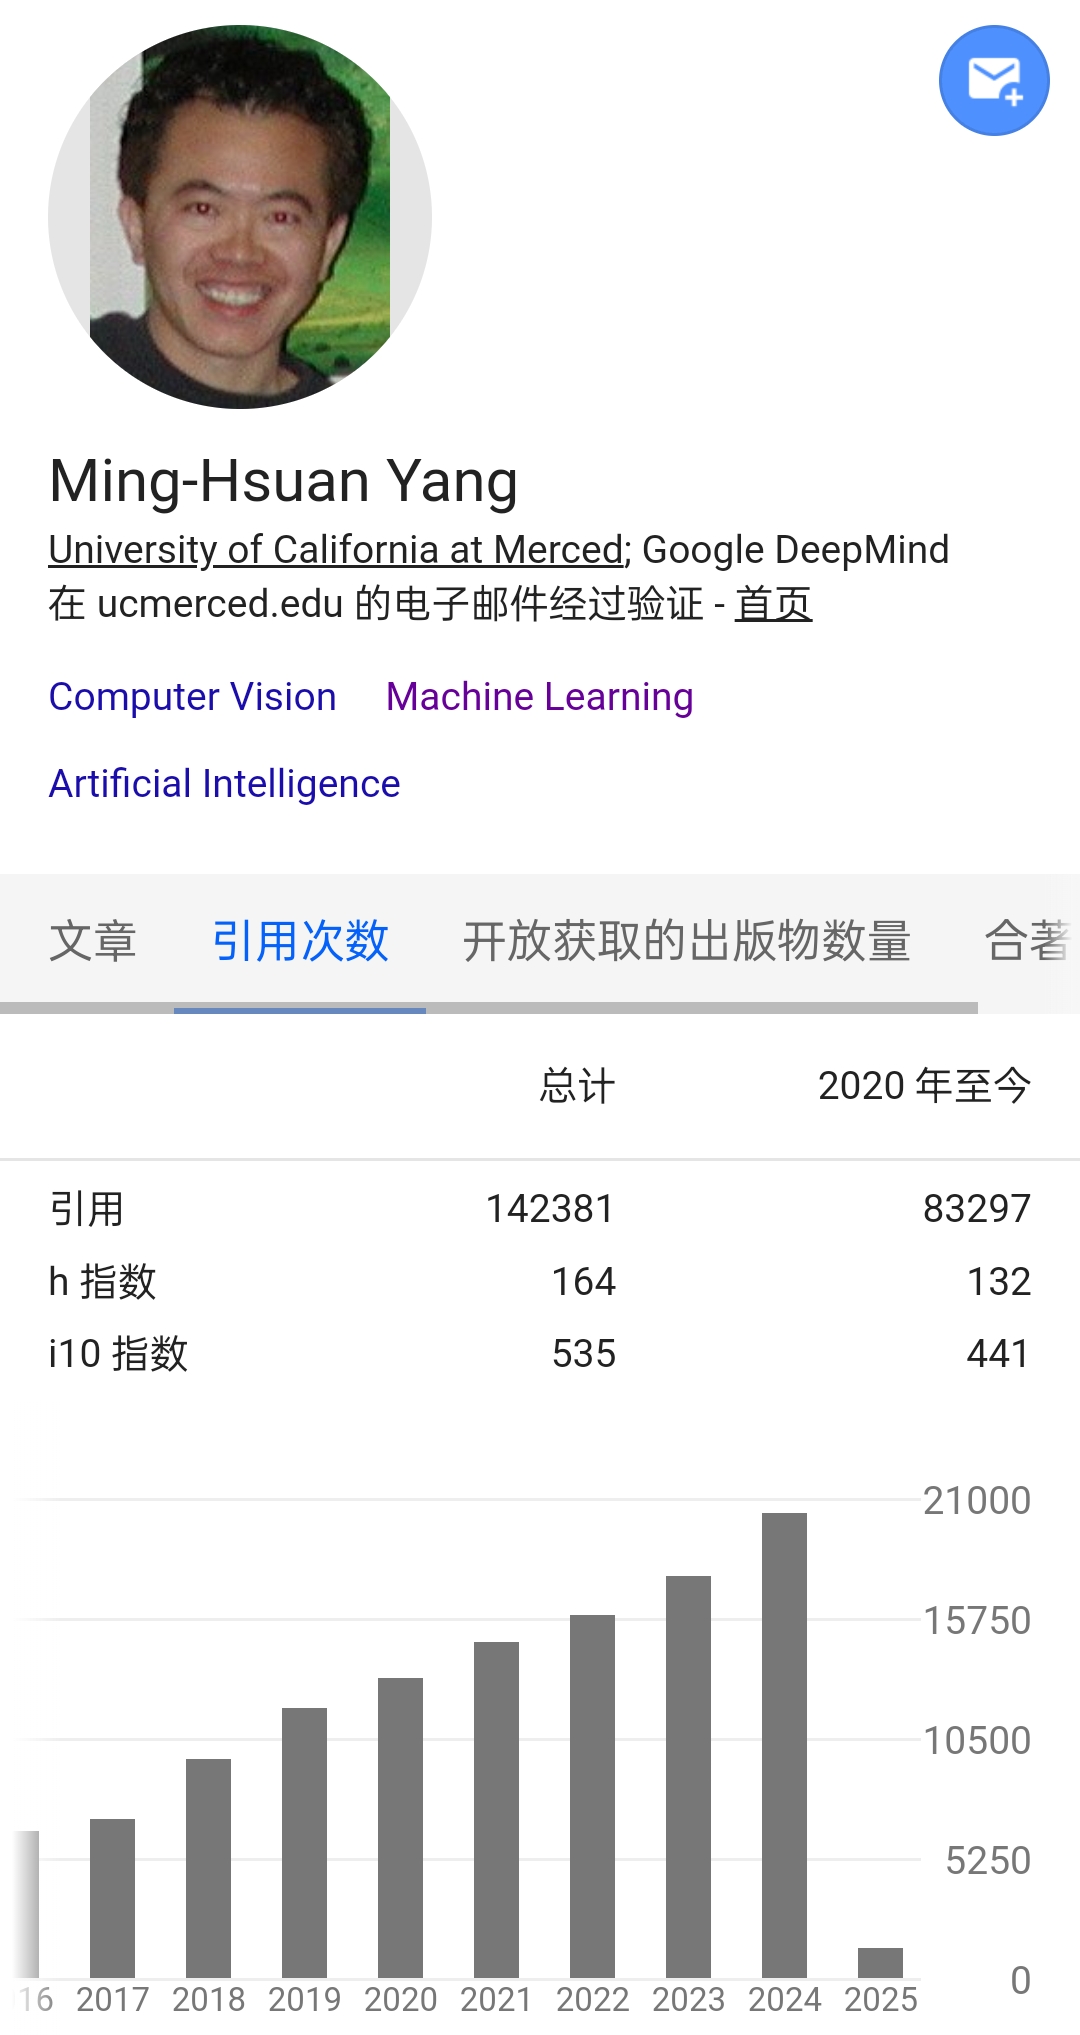 Ming-Hsuan Yang
University of California at Merced; Google DeepMind
在 ucmerced.edu 的电子邮件经过验证 - 首页
Computer Vision Machine Learning
Artificial Intelligence
文章 引用次数 开放获取的出版物数量 合著
总计 2020 年至今
引用 142381 83297
h 指数 164 132
i10 指数 535 441
21000
15750
10500
5250
0
16 2017 2018 2019 2020 2021 2022 2023 2024 2025